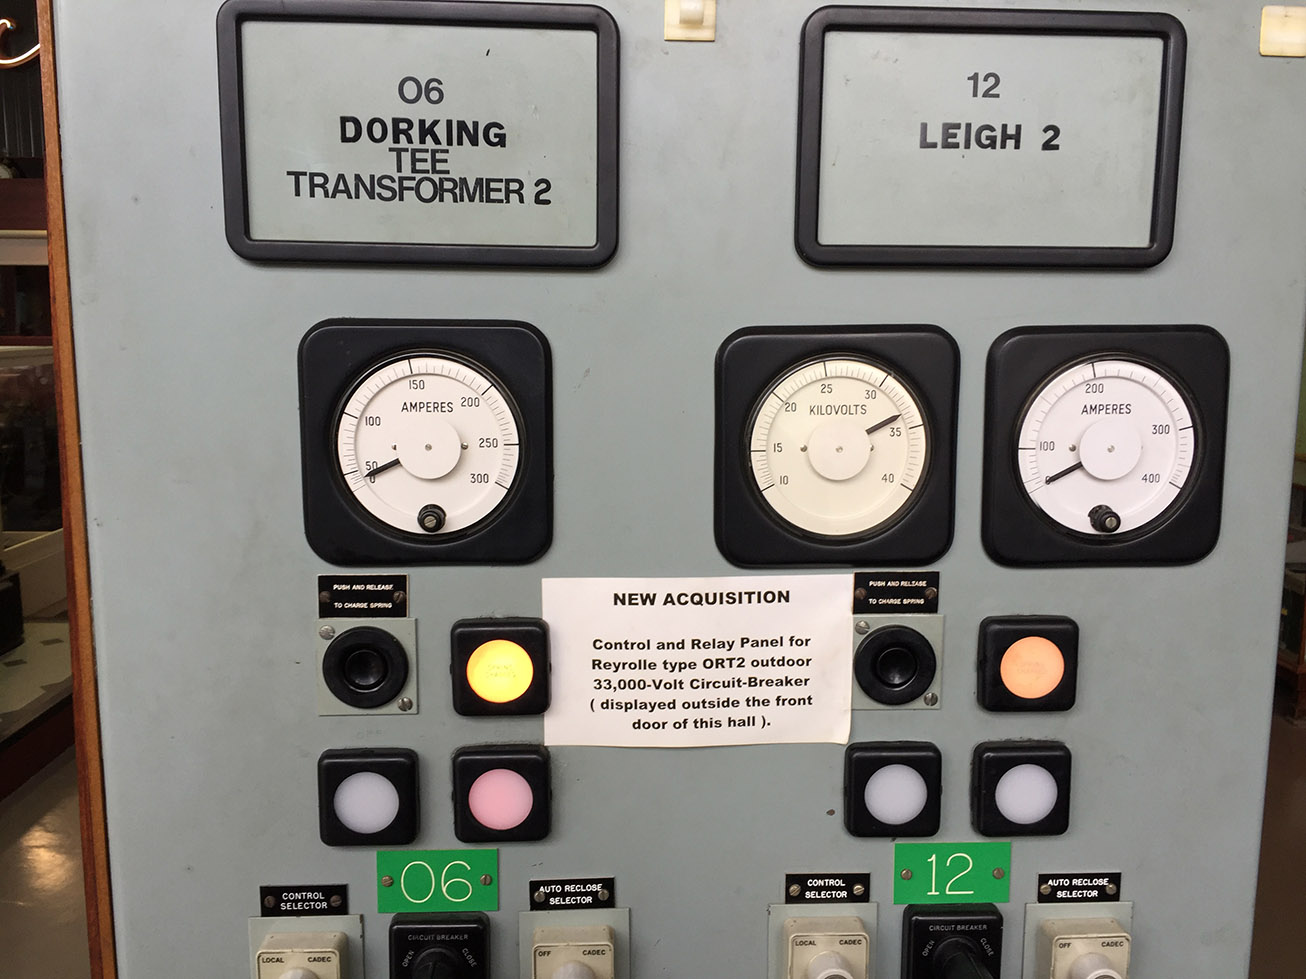 06
DORKING
TEE
TRANSFORMER 2
12
LEIGH 2
0 50 100 150 200 250 300
AMPERES
10 15 20 25 30 35 40
KILOVOLTS
0 100 200 300 400
AMPERES
PUSH AND RELEASE
TO CHARGE SPRING
NEW ACQUISITION
Control and Relay Panel for
Reyrolle type ORT2 outdoor
33,000-Volt Circuit-Breaker
( displayed outside the front
door of this hall ).
PUSH AND RELEASE
TO CHARGE SPRING
06
12
CONTROL
SELECTOR
AUTO RECLOSE
SELECTOR
CONTROL
SELECTOR
AUTO RECLOSE
SELECTOR
LOCAL CADEC
CIRCUIT BREAKER
OPEN CLOSE
OFF CADEC
LOCAL CADEC
CIRCUIT BREAKER
OPEN CLOSE
OFF CADEC